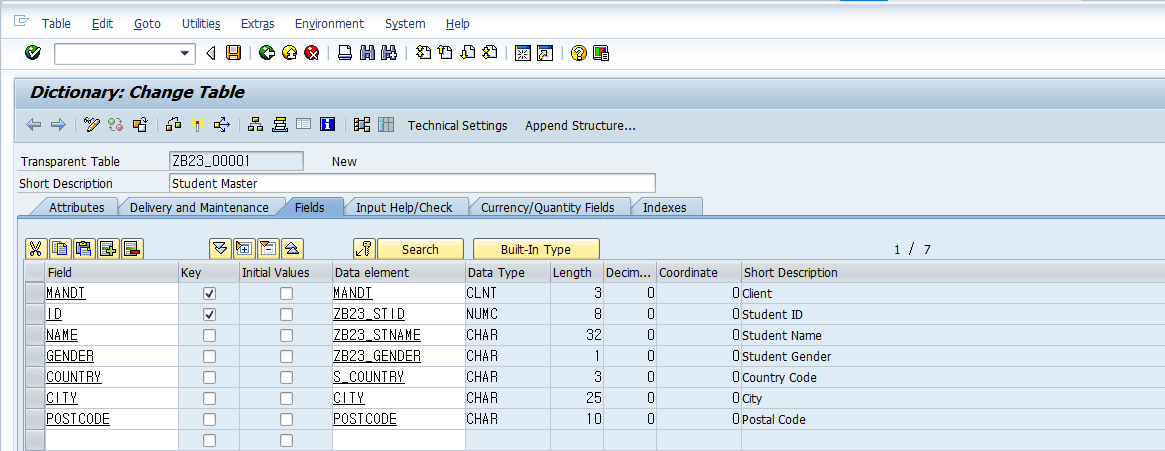 Table Edit Goto Utilities Extras Environment System Help
Dictionary: Change Table
Technical Settings Append Structure...
Transparent Table ZB23_00001 New
Short Description Student Master
Attributes Delivery and Maintenance Fields Input Help/Check Currency/Quantity Fields Indexes
Search Built-In Type 1 / 7
Field Key Initial Values Data element Data Type Length Decim... Coordinate Short Description
MANDT MANDT CLNT 3 0 0 Client
ID ZB23_STID NUMC 8 0 0 Student ID
NAME ZB23_STNAME CHAR 32 0 0 Student Name
GENDER ZB23_GENDER CHAR 1 0 0 Student Gender
COUNTRY S_COUNTRY CHAR 3 0 0 Country Code
CITY CITY CHAR 25 0 0 City
POSTCODE POSTCODE CHAR 10 0 0 Postal Code